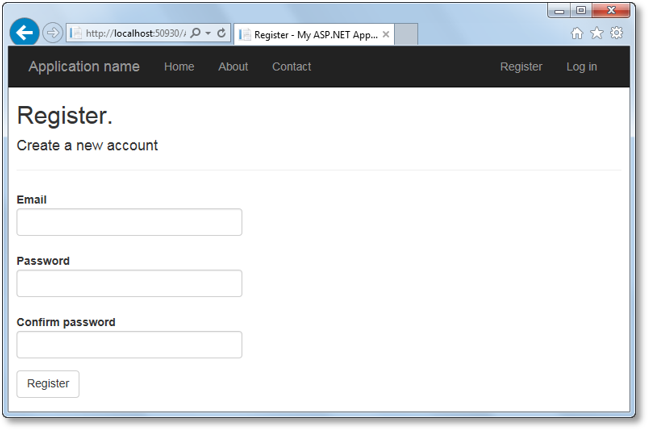 http://localhost:50930/
Register - My ASP.NET App...
Application name Home About Contact Register Log in
Register.
Create a new account
Email
Password
Confirm password
Register